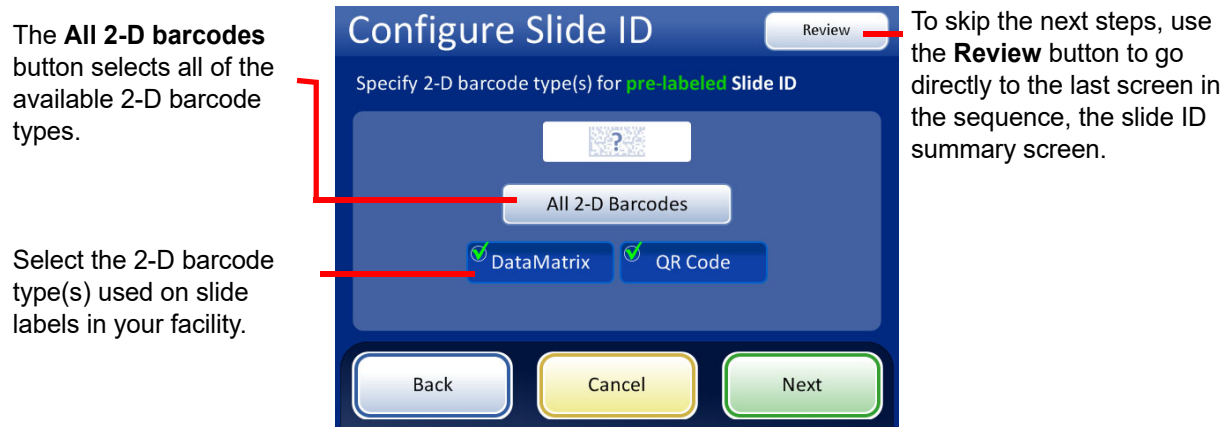 The All 2-D barcodes
button selects all of the
available 2-D barcode
types.
Select the 2-D barcode
type(s) used on slide
labels in your facility.
Configure Slide ID
Review
Specify 2-D barcode type(s) for pre-labeled Slide ID
?
All 2-D Barcodes
DataMatrix
QR Code
Back
Cancel
Next
To skip the next steps, use
the Review button to go
directly to the last screen in
the sequence, the slide ID
summary screen.